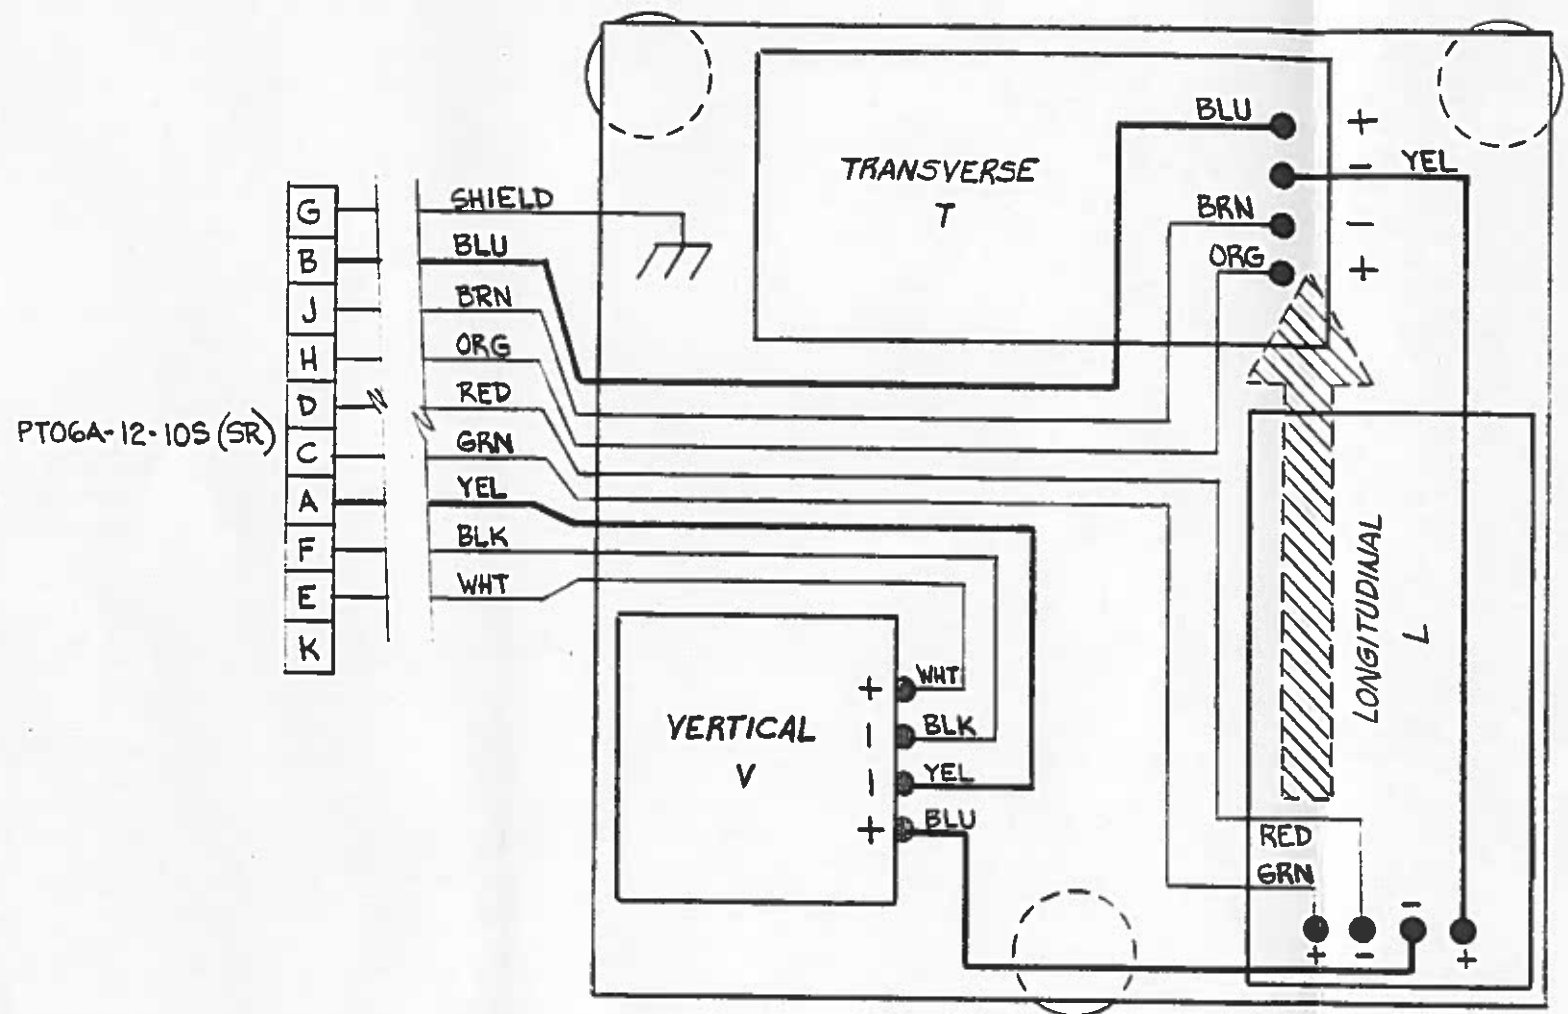 BLU
+
TRANSVERSE
T
-
YEL
BRN
-
ORG
+
G
SHIELD
B
BLU
J
BRN
H
ORG
D
RED
PT06A-12-10S (SR)
C
GRN
A
YEL
F
BLK
E
WHT
K
LONGITUDINAL
L
VERTICAL
V
+
WHT
-
BLK
-
YEL
+
BLU
RED
GRN
+
-
-
+